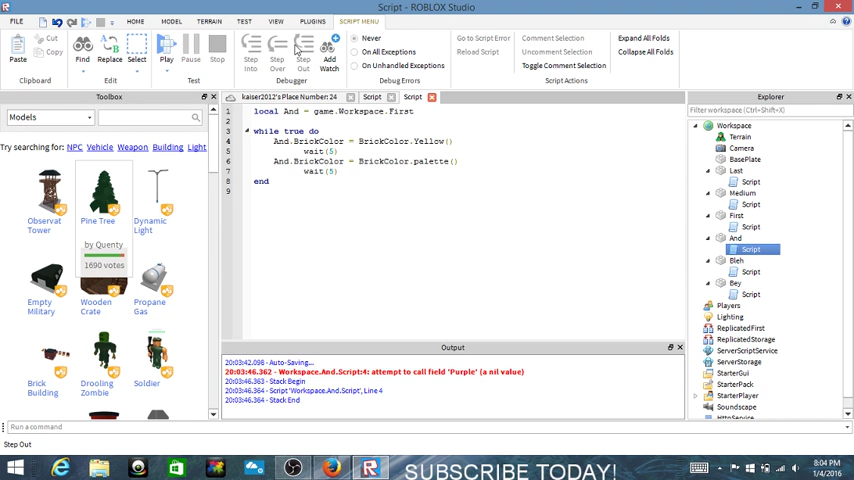 Script - ROBLOX Studio
FILE
HOME
MODEL
TERRAIN
TEST
VIEW
PLUGINS
SCRIPT MENU
Paste
Cut
Copy
Clipboard
Find
Replace
Select
Edit
Play
Pause
Stop
Test
Step Into
Step Over
Step Out
Add Watch
Debugger
Never
On All Exceptions
On Unhandled Exceptions
Debug Errors
Go to Script Error
Reload Script
Comment Selection
Uncomment Selection
Toggle Comment Selection
Script Actions
Expand All Folds
Collapse All Folds
Toolbox
Models
Try searching for: NPC Vehicle Weapon Building Light
Observat Tower
Pine Tree
Dynamic Light
by Quenty
1690 votes
Empty Military
Wooden Crate
Propane Gas
Brick Building
Drooling Zombie
Soldier
kaiser2012's Place Number: 24
Script
Script
1 local And = game.Workspace.First
2
3 while true do
4 And.BrickColor = BrickColor.Yellow()
5 wait(5)
6 And.BrickColor = BrickColor.palette()
7 wait(5)
8 end
9
Output
20:03:42.098 - Auto-Saving...
20:03:46.362 - Workspace.And.Script:4: attempt to call field 'Purple' (a nil value)
20:03:46.363 - Stack Begin
20:03:46.364 - Script 'Workspace.And.Script', Line 4
20:03:46.364 - Stack End
Explorer
Filter workspace (Ctrl+Shift+X)
Workspace
Terrain
Camera
BasePlate
Last
Script
Medium
Script
First
Script
And
Script
Bleh
Script
Bey
Script
Players
Lighting
ReplicatedFirst
ReplicatedStorage
ServerScriptService
ServerStorage
StarterGui
StarterPack
StarterPlayer
Soundscape
HttpService
Run a command
Step Out
SUBSCRIBE TODAY!
8:04 PM
1/4/2016